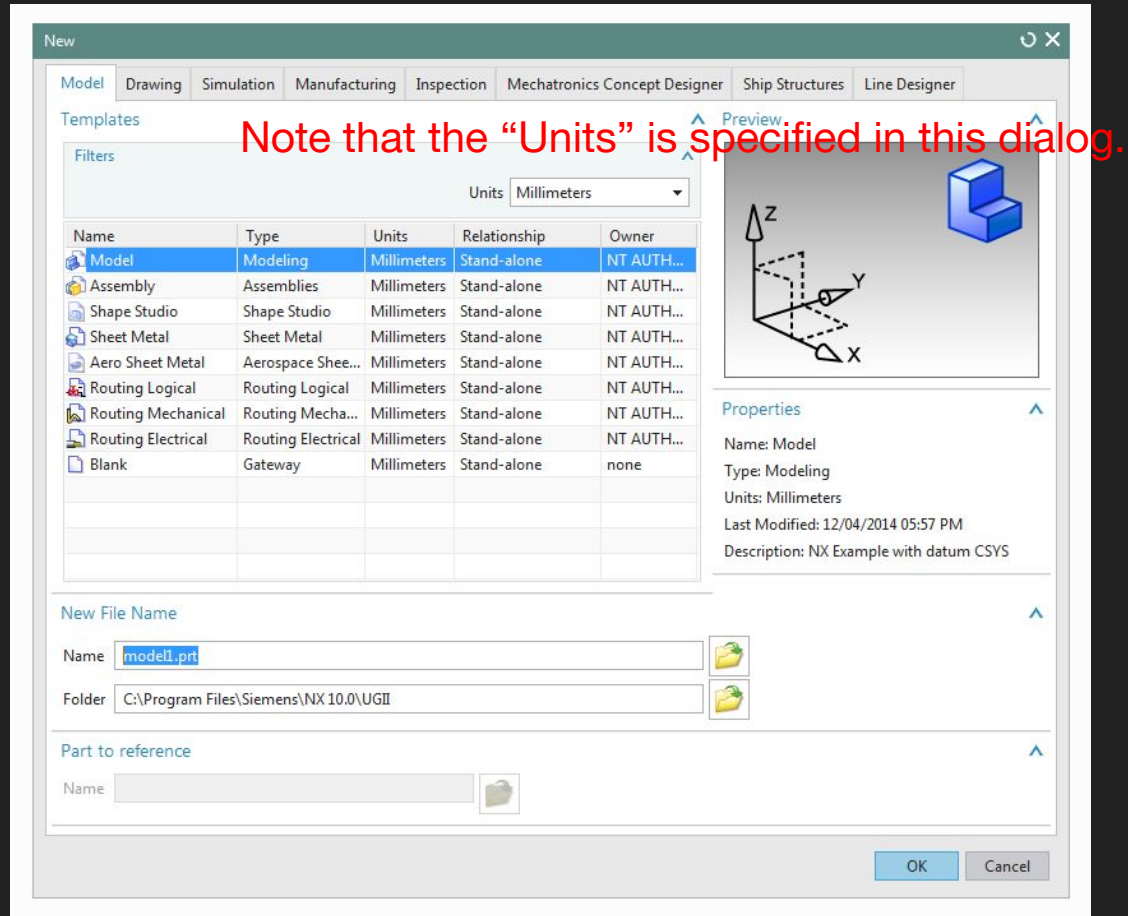 New
Model Drawing Simulation Manufacturing Inspection Mechatronics Concept Designer Ship Structures Line Designer
Templates
Note that the “Units” is specified in this dialog.
Preview
Filters
Units Millimeters
Z
Y
X
Name Type Units Relationship Owner
Model Modeling Millimeters Stand-alone NT AUTH...
Assembly Assemblies Millimeters Stand-alone NT AUTH...
Shape Studio Shape Studio Millimeters Stand-alone NT AUTH...
Sheet Metal Sheet Metal Millimeters Stand-alone NT AUTH...
Aero Sheet Metal Aerospace Shee... Millimeters Stand-alone NT AUTH...
Routing Logical Routing Logical Millimeters Stand-alone NT AUTH...
Routing Mechanical Routing Mecha... Millimeters Stand-alone NT AUTH...
Routing Electrical Routing Electrical Millimeters Stand-alone NT AUTH...
Blank Gateway Millimeters Stand-alone none
Properties
Name: Model
Type: Modeling
Units: Millimeters
Last Modified: 12/04/2014 05:57 PM
Description: NX Example with datum CSYS
New File Name
Name model1.prt
Folder C:\Program Files\Siemens\NX 10.0\UGII
Part to reference
Name
OK Cancel